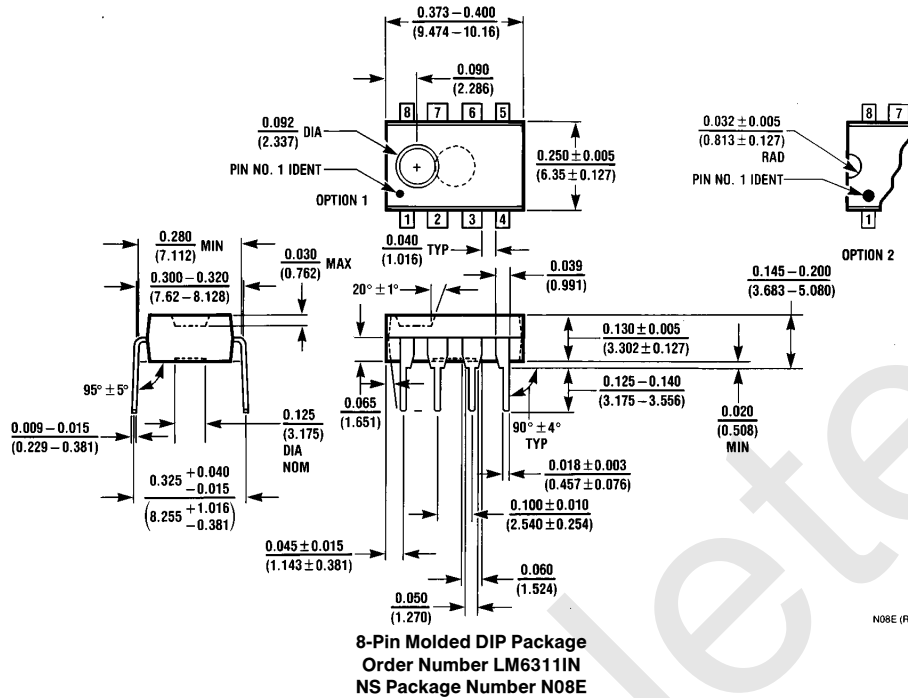 0.373 – 0.400
(9.474 – 10.16)
0.090
(2.286)
8 7 6 5
0.092 DIA
(2.337)
PIN NO. 1 IDENT
OPTION 1
+
0.250 ± 0.005
(6.35 ± 0.127)
1 2 3 4
0.032 ± 0.005
(0.813 ± 0.127)
RAD
PIN NO. 1 IDENT
8 7
1
OPTION 2
0.280 MIN
(7.112)
0.030 MAX
(0.762)
0.300 – 0.320
(7.62 – 8.128)
0.040 TYP
(1.016)
0.039
(0.991)
20° ± 1°
0.145 – 0.200
(3.683 – 5.080)
0.130 ± 0.005
(3.302 ± 0.127)
95° ± 5°
0.065
(1.651)
0.125 – 0.140
(3.175 – 3.556)
0.020
(0.508)
MIN
90° ± 4°
TYP
0.009 – 0.015
(0.229 – 0.381)
0.125
(3.175)
DIA
NOM
0.018 ± 0.003
(0.457 ± 0.076)
0.325 +0.040
-0.015
(8.255 +1.016
-0.381)
0.100 ± 0.010
(2.540 ± 0.254)
0.045 ± 0.015
(1.143 ± 0.381)
0.060
(1.524)
0.050
(1.270)
N08E (R
8-Pin Molded DIP Package
Order Number LM6311IN
NS Package Number N08E
lete